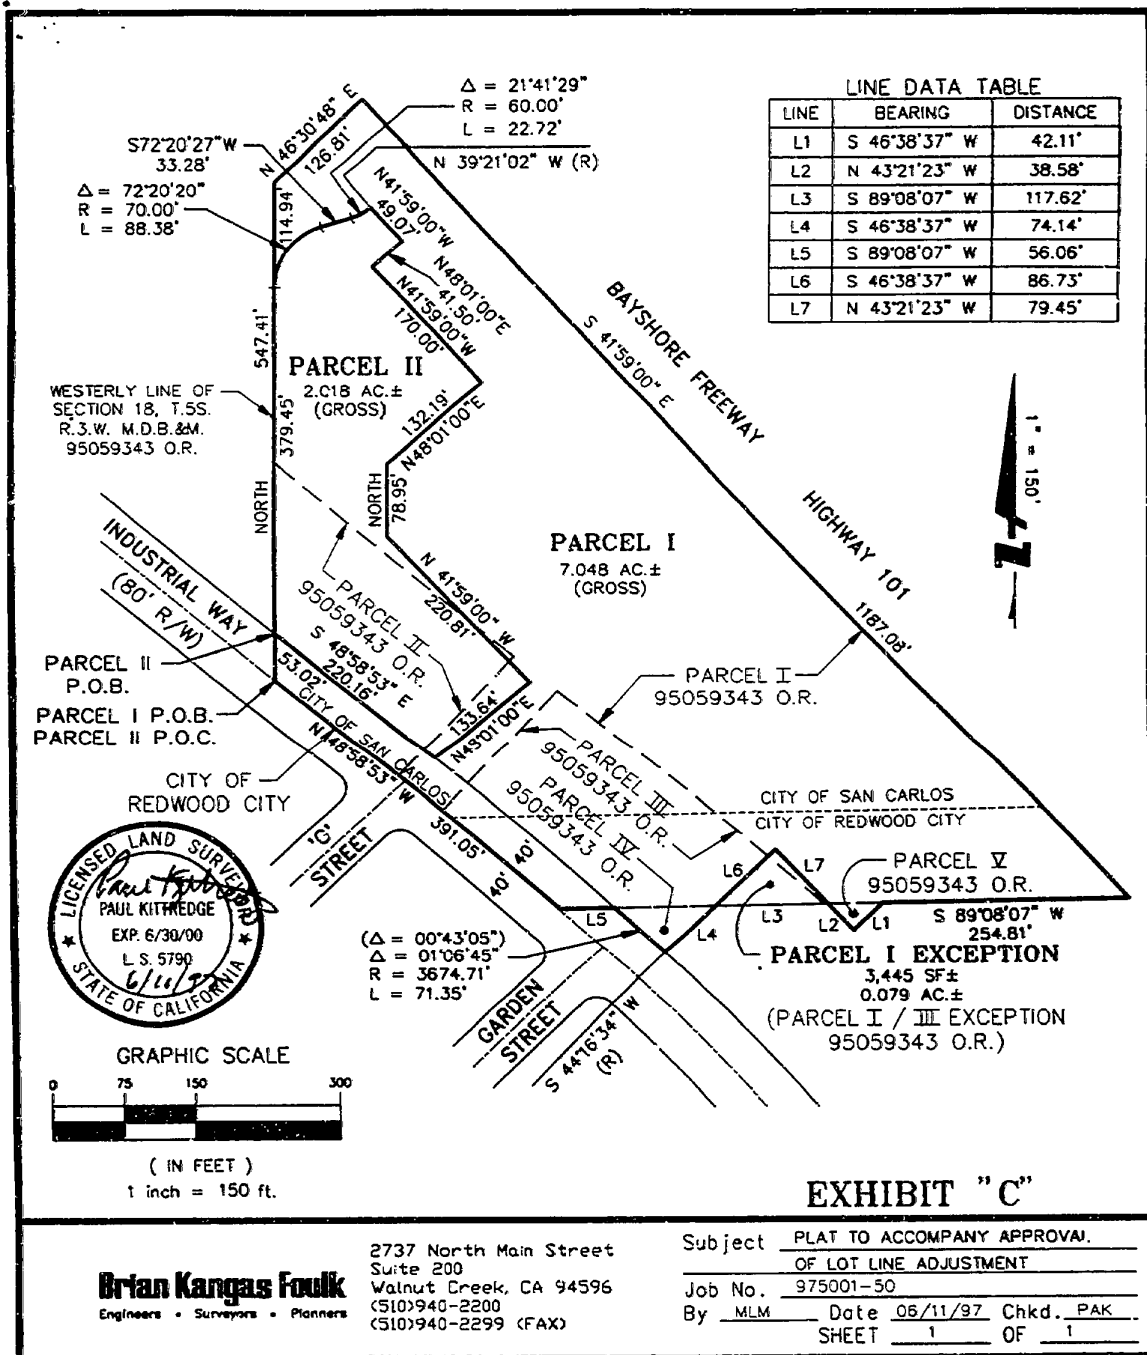 Δ = 21°41'29"
R = 60.00'
L = 22.72'
N 39°21'02" W (R)
N 46°30'48" E
126.81'
S72°20'27"W
33.28'
Δ = 72°20'20"
R = 70.00'
L = 88.38'
114.94'
N41°59'00"W
49.07'
N48°01'00"E
41.50'
N41°59'00"W
170.00'
LINE DATA TABLE
LINE BEARING DISTANCE
L1 S 46°38'37" W 42.11'
L2 N 43°21'23" W 38.58'
L3 S 89°08'07" W 117.62'
L4 S 46°38'37" W 74.14'
L5 S 89°08'07" W 56.06'
L6 S 46°38'37" W 86.73'
L7 N 43°21'23" W 79.45'
BAYSHORE FREEWAY
S 41°59'00" E
HIGHWAY 101
1187.08'
1" = 150'
547.41'
PARCEL II
2.018 AC.±
(GROSS)
WESTERLY LINE OF
SECTION 18, T.5S.
R.3.W. M.D.B.&M.
95059343 O.R.
379.45'
132.19'
N48°01'00"E
NORTH
NORTH
78.95'
PARCEL I
7.048 AC.±
(GROSS)
N 41°59'00" W
220.81'
INDUSTRIAL WAY
(80' R/W)
PARCEL II
95059343 O.R.
S 48°58'53" E
220.16'
PARCEL II
P.O.B.
PARCEL I P.O.B.
PARCEL II P.O.C.
53.02'
CITY OF SAN CARLOS
N 48°58'53" W
391.05'
133.64'
N49°01'00"E
PARCEL I
95059343 O.R.
CITY OF
REDWOOD CITY
PARCEL III
95059343 O.R.
PARCEL IV
95059343 O.R.
CITY OF SAN CARLOS
CITY OF REDWOOD CITY
"G"
STREET
40'
40'
L6
L7
PARCEL V
95059343 O.R.
L5
L4
L3
L2
L1
S 89°08'07" W
254.81'
PARCEL I EXCEPTION
3,445 SF±
0.079 AC.±
(PARCEL I / III EXCEPTION
95059343 O.R.)
(Δ = 00°43'05")
Δ = 01°06'45"
R = 3674.71'
L = 71.35'
GARDEN
STREET
S 44°16'34" W
(R)
LICENSED LAND SURVEYOR
Paul Kittredge
PAUL KITTREDGE
EXP. 6/30/00
L.S. 5790
6/11/97
STATE OF CALIFORNIA
GRAPHIC SCALE
0 75 150 300
( IN FEET )
1 inch = 150 ft.
EXHIBIT "C"
Brian Kangas Foulk
Engineers • Surveyors • Planners
2737 North Main Street
Suite 200
Walnut Creek, CA 94596
(510)940-2200
(510)940-2299 (FAX)
Subject PLAT TO ACCOMPANY APPROVAL
OF LOT LINE ADJUSTMENT
Job No. 975001-50
By MLM Date 06/11/97 Chkd. PAK
SHEET 1 OF 1